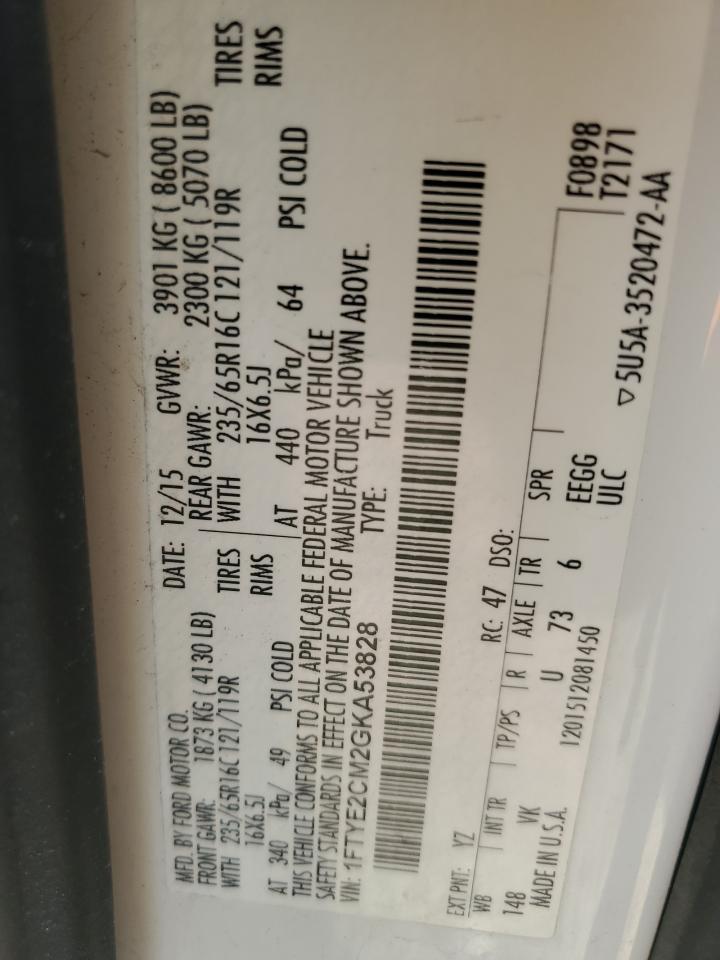 MFD. BY FORD MOTOR CO. DATE: 12/15 GVWR: 3901 KG ( 8600 LB)
FRONT GAWR: 1873 KG ( 4130 LB) REAR GAWR: 2300 KG ( 5070 LB)
WITH 235/65R16C 121/119R TIRES WITH 235/65R16C 121/119R TIRES
16X6.5J RIMS 16X6.5J RIMS
AT 340 kPa/ 49 PSI COLD AT 440 kPa/ 64 PSI COLD
THIS VEHICLE CONFORMS TO ALL APPLICABLE FEDERAL MOTOR VEHICLE
SAFETY STANDARDS IN EFFECT ON THE DATE OF MANUFACTURE SHOWN ABOVE.
VIN: 1FTYE2CM2GKA53828 TYPE: Truck
EXT PNT: YZ RC: 47 DSO:
WB INT TR TP/PS R AXLE TR SPR F0898
148 VK U 73 6 EEGG T2171
MADE IN U.S.A. 1201512081450 ULC
▽ 5U5A-3520472-AA